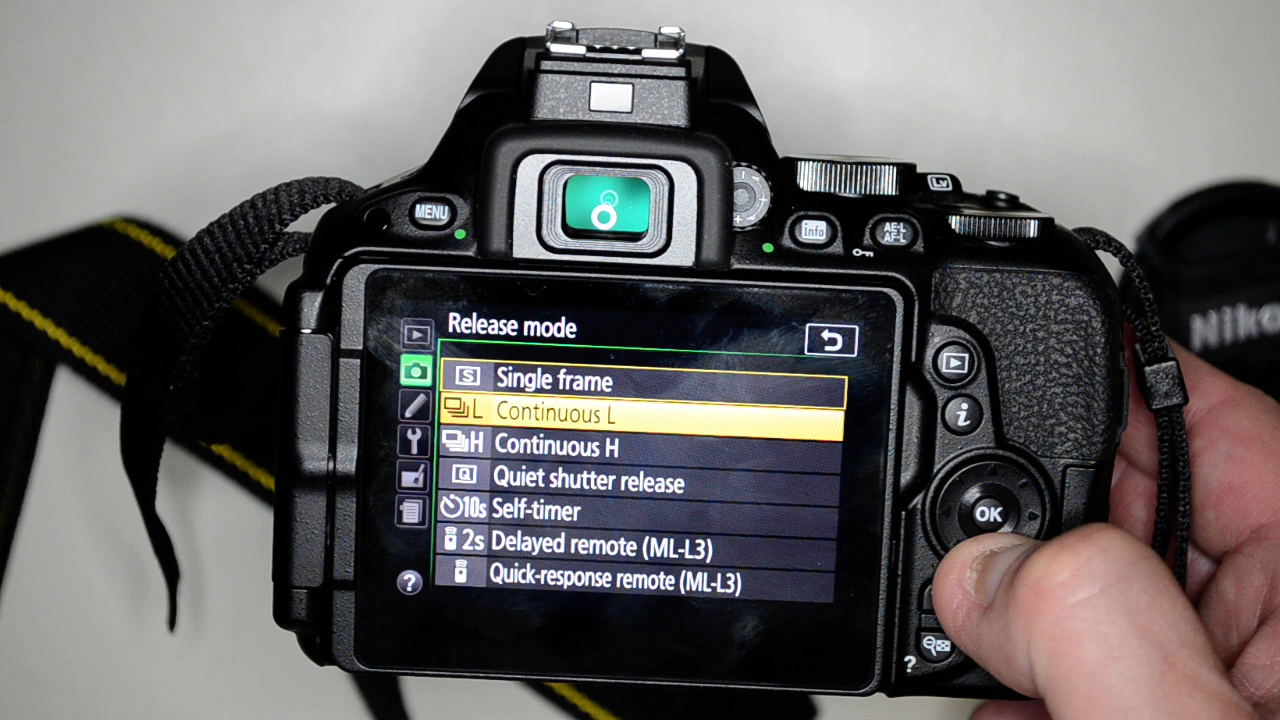 MENU
info
AE-L
AF-L
Lv
Release mode
S Single frame
L Continuous L
H Continuous H
Q Quiet shutter release
10s Self-timer
2s Delayed remote (ML-L3)
Quick-response remote (ML-L3)
?
i
OK
?